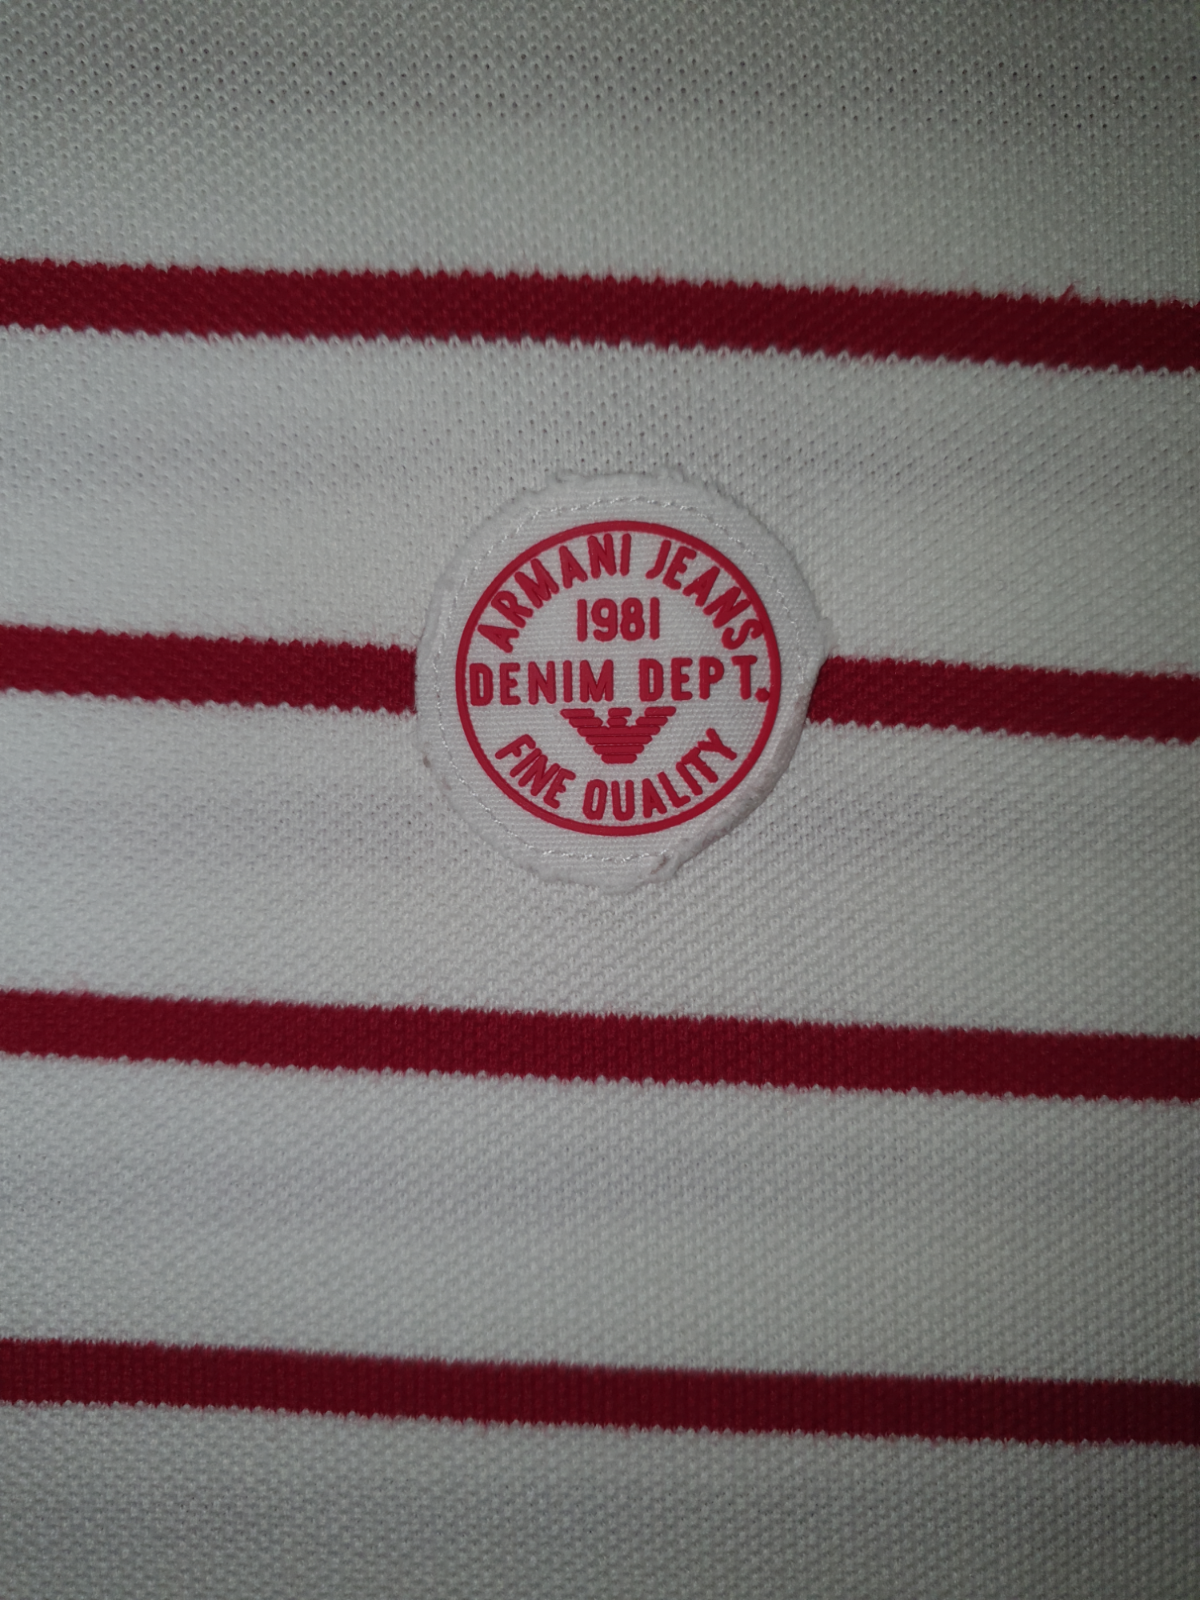 ARMANI JEANS
1981
DENIM DEPT.
FINE QUALITY